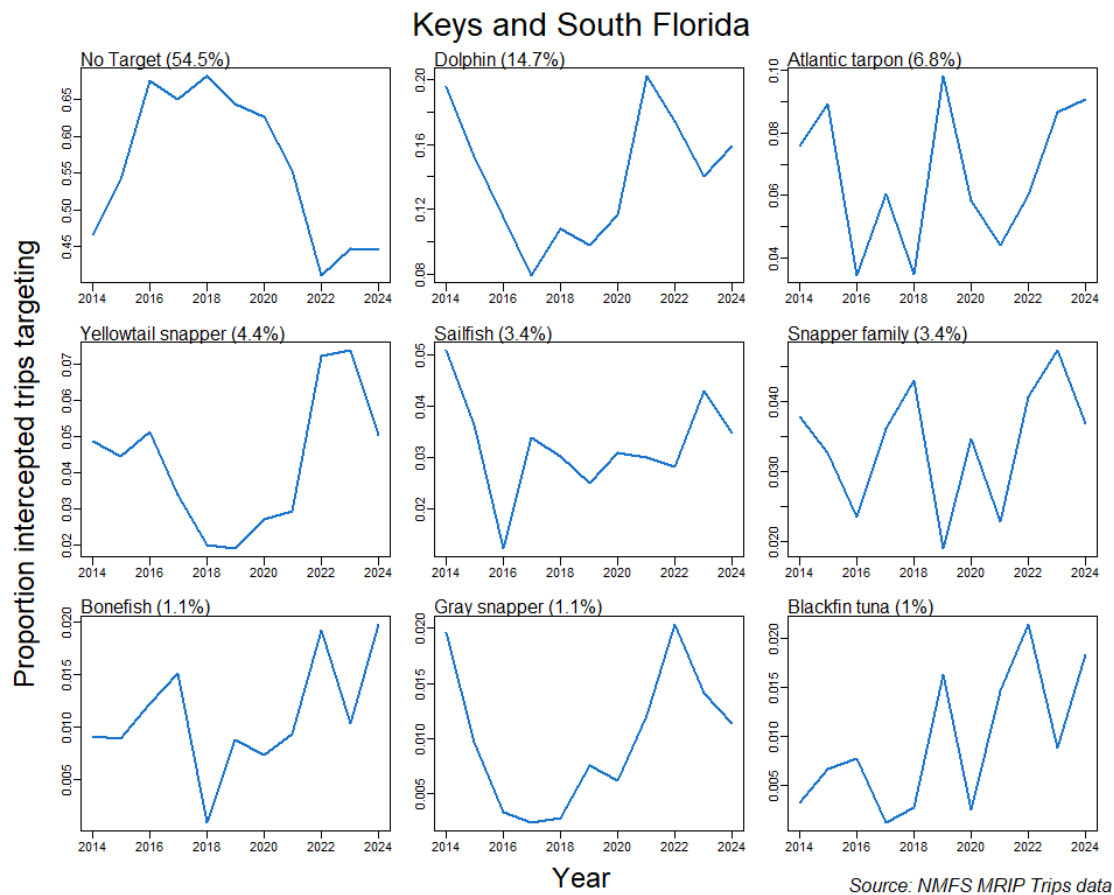 Keys and South Florida
Proportion intercepted trips targeting
No Target (54.5%)
0.65
0.60
0.55
0.50
0.45
2014 2016 2018 2020 2022 2024
Dolphin (14.7%)
0.20
0.16
0.12
0.08
2014 2016 2018 2020 2022 2024
Atlantic tarpon (6.8%)
0.10
0.08
0.06
0.04
2014 2016 2018 2020 2022 2024
Yellowtail snapper (4.4%)
0.07
0.06
0.05
0.04
0.03
0.02
2014 2016 2018 2020 2022 2024
Sailfish (3.4%)
0.05
0.04
0.03
0.02
2014 2016 2018 2020 2022 2024
Snapper family (3.4%)
0.040
0.030
0.020
2014 2016 2018 2020 2022 2024
Bonefish (1.1%)
0.020
0.015
0.010
0.005
2014 2016 2018 2020 2022 2024
Gray snapper (1.1%)
0.020
0.015
0.010
0.005
2014 2016 2018 2020 2022 2024
Blackfin tuna (1%)
0.020
0.015
0.010
0.005
2014 2016 2018 2020 2022 2024
Year
Source: NMFS MRIP Trips data